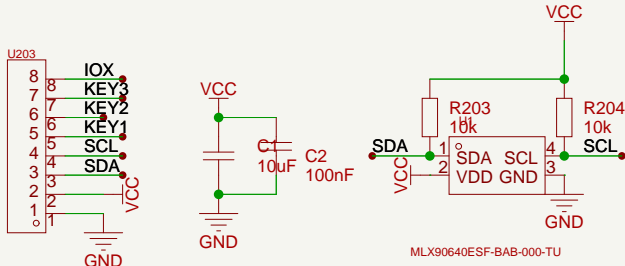 U203
8 IOX
8
7 KEY3
7
6 KEY2
6
5 KEY1
5
4 SCL
4
3 SDA
3
2 VCC
2
1
1
GND
VCC
C1
10uF
C2
100nF
GND
VCC
R203
10k
R204
10k
U1
SDA 1 SDA SCL 4 SCL
VCC 2 VDD GND 3
GND
MLX90640ESF-BAB-000-TU